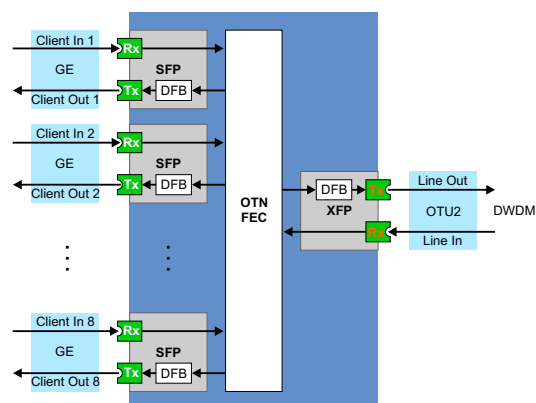 Client In 1
Rx
GE
SFP
Tx
DFB
Client Out 1
Client In 2
Rx
GE
SFP
Tx
DFB
Client Out 2
OTN
FEC
DFB
Tx
XFP
Rx
Line Out
OTU2
DWDM
Line In
Client In 8
Rx
GE
SFP
Tx
DFB
Client Out 8